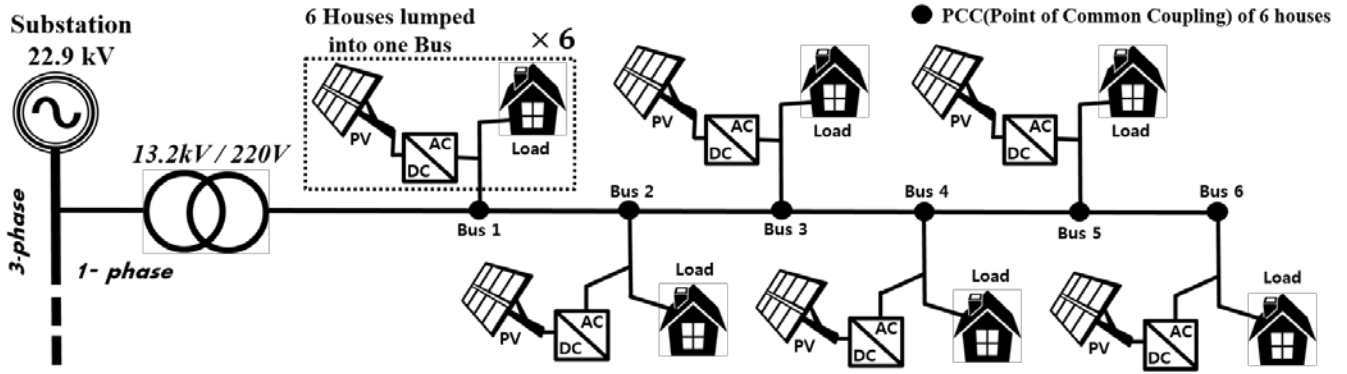 Substation
22.9 kV
3-phase
1- phase
13.2kV / 220V
6 Houses lumped
into one Bus
× 6
PV
AC
DC
Load
Bus 1
PCC(Point of Common Coupling) of 6 houses
Bus 2
PV
AC
DC
Load
PV
AC
DC
Load
Bus 3
Bus 4
PV
AC
DC
Load
PV
AC
DC
Load
Bus 5
Bus 6
PV
AC
DC
Load